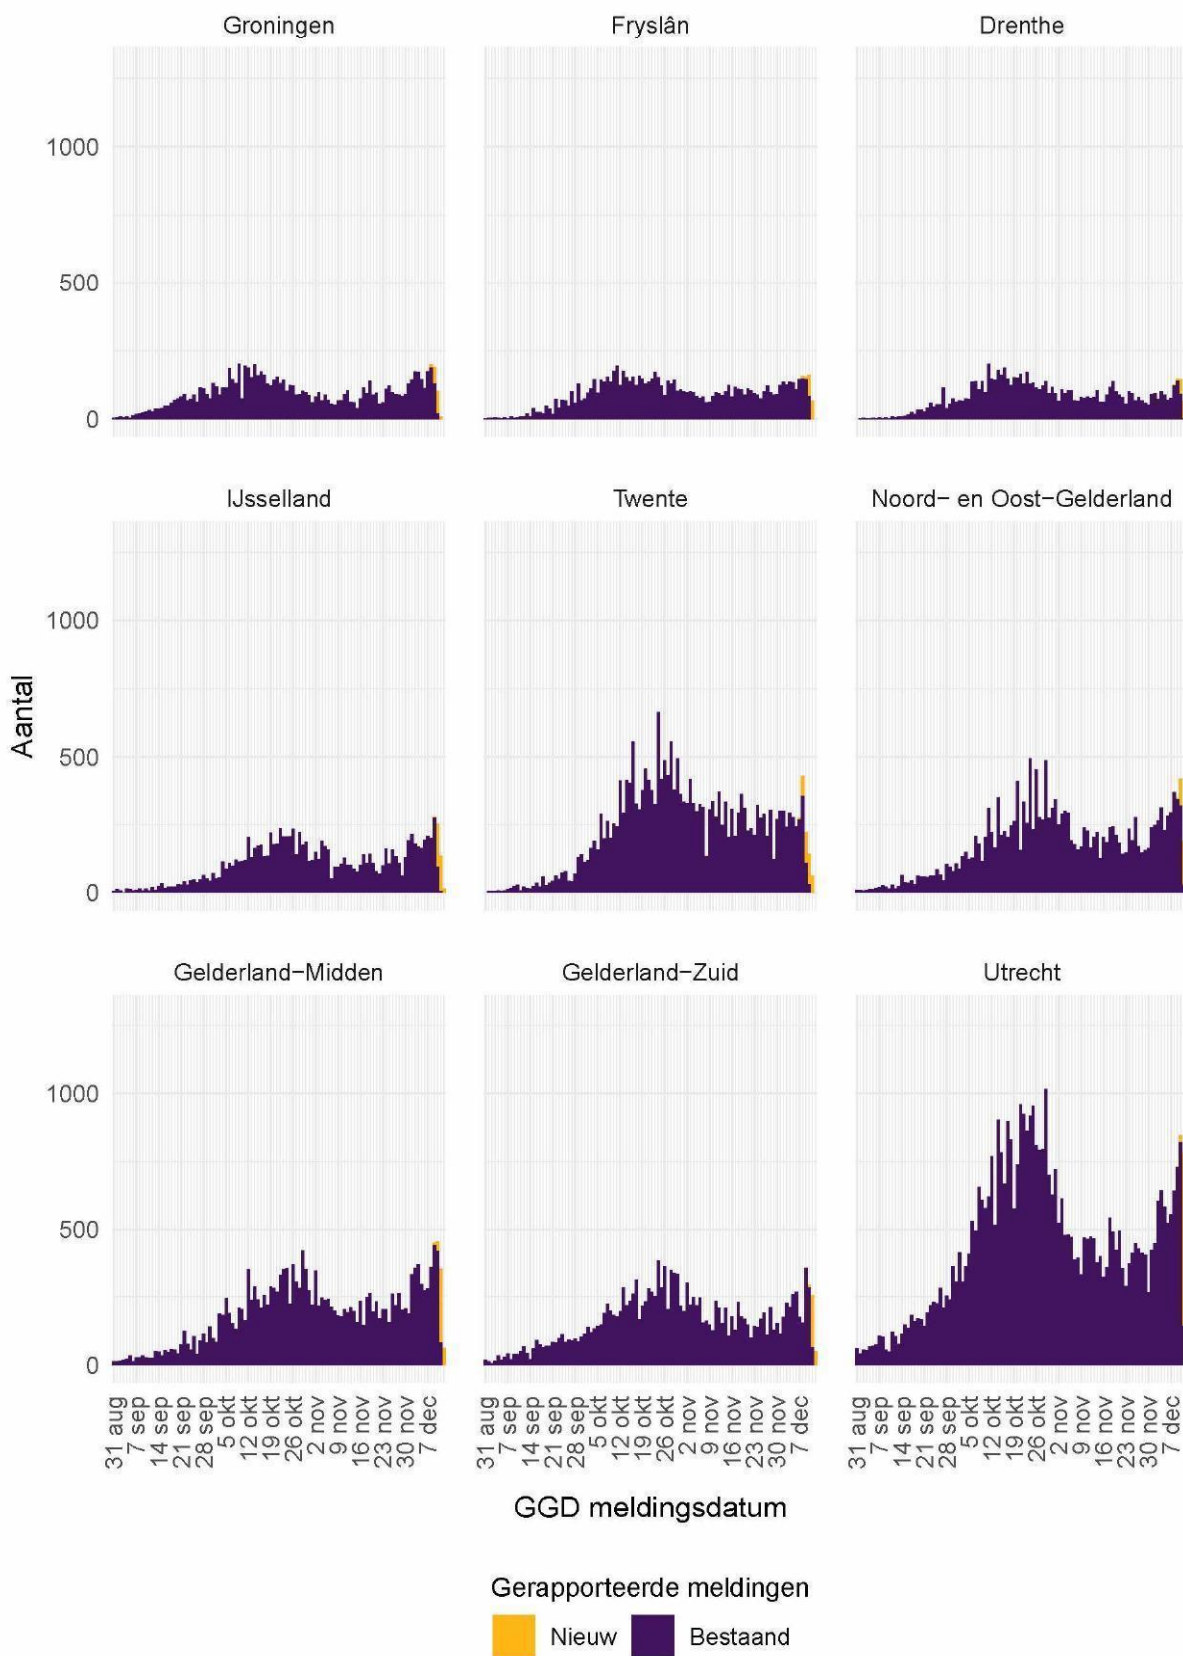 Groningen Fryslân Drenthe
1000
500
0
IJsselland Twente Noord- en Oost-Gelderland
1000
500
0
Aantal
Gelderland-Midden Gelderland-Zuid Utrecht
1000
500
0
31 aug 7 sep 14 sep 21 sep 28 sep 5 okt 12 okt 19 okt 26 okt 2 nov 9 nov 16 nov 23 nov 30 nov 7 dec 31 aug 7 sep 14 sep 21 sep 28 sep 5 okt 12 okt 19 okt 26 okt 2 nov 9 nov 16 nov 23 nov 30 nov 7 dec 31 aug 7 sep 14 sep 21 sep 28 sep 5 okt 12 okt 19 okt 26 okt 2 nov 9 nov 16 nov 23 nov 30 nov 7 dec
GGD meldingsdatum
Gerapporteerde meldingen
Nieuw Bestaand